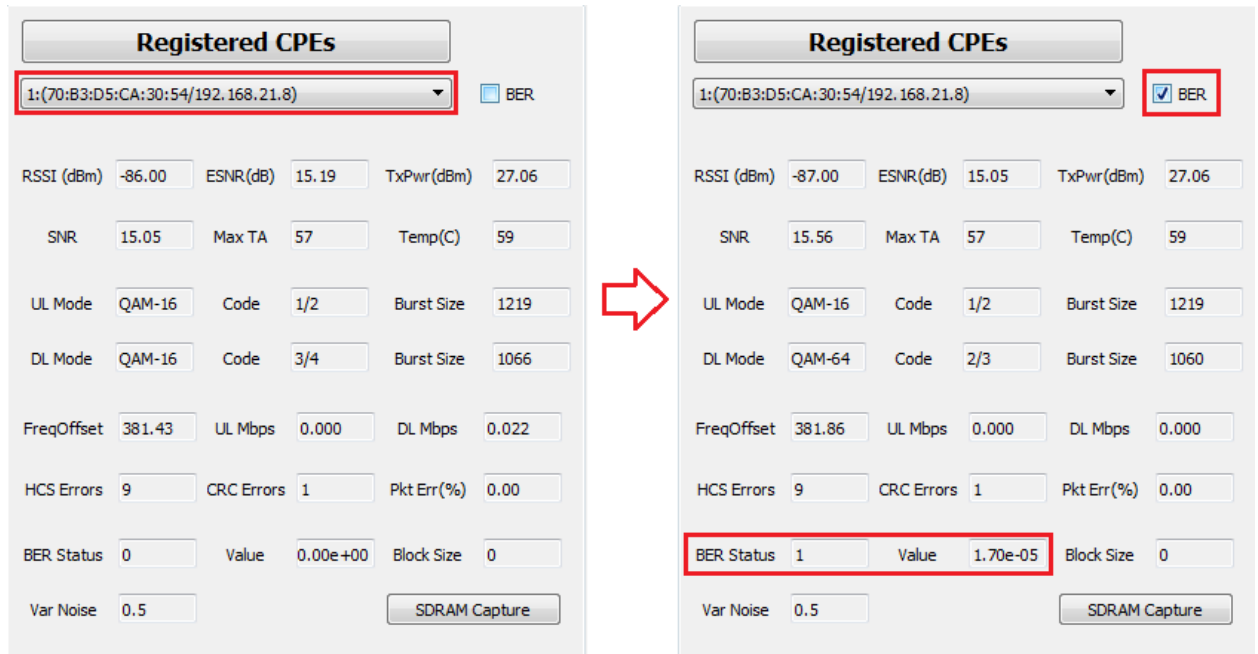 Registered CPEs
1:(70:B3:D5:CA:30:54/192.168.21.8) BER
RSSI (dBm) -86.00 ESNR(dB) 15.19 TxPwr(dBm) 27.06
SNR 15.05 Max TA 57 Temp(C) 59
UL Mode QAM-16 Code 1/2 Burst Size 1219
DL Mode QAM-16 Code 3/4 Burst Size 1066
FreqOffset 381.43 UL Mbps 0.000 DL Mbps 0.022
HCS Errors 9 CRC Errors 1 Pkt Err(%) 0.00
BER Status 0 Value 0.00e+00 Block Size 0
Var Noise 0.5 SDRAM Capture
Registered CPEs
1:(70:B3:D5:CA:30:54/192.168.21.8) BER
RSSI (dBm) -87.00 ESNR(dB) 15.05 TxPwr(dBm) 27.06
SNR 15.56 Max TA 57 Temp(C) 59
UL Mode QAM-16 Code 1/2 Burst Size 1219
DL Mode QAM-64 Code 2/3 Burst Size 1060
FreqOffset 381.86 UL Mbps 0.000 DL Mbps 0.000
HCS Errors 9 CRC Errors 1 Pkt Err(%) 0.00
BER Status 1 Value 1.70e-05 Block Size 0
Var Noise 0.5 SDRAM Capture